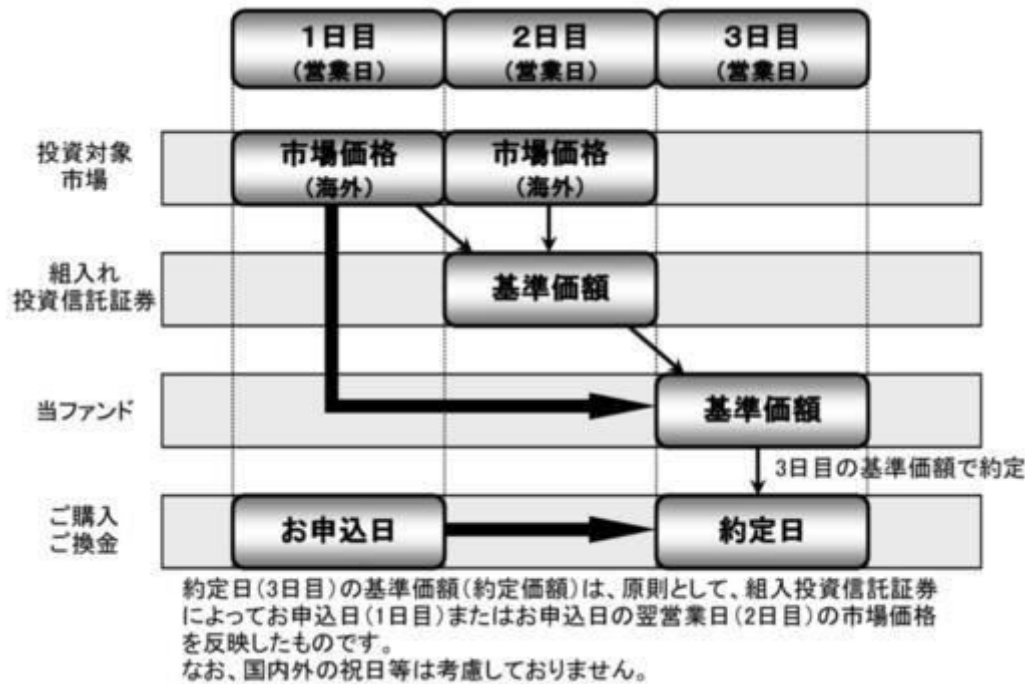 1日目
(営業日)
2日目
(営業日)
3日目
(営業日)
投資対象
市場
市場価格
(海外)
市場価格
(海外)
組入れ
投資信託証券
基準価額
当ファンド
基準価額
3日目の基準価額で約定
ご購入
ご換金
お申込日
約定日
約定日(3日目)の基準価額(約定価額)は、原則として、組入投資信託証券
によってお申込日(1日目)またはお申込日の翌営業日(2日目)の市場価格
を反映したものです。
なお、国内外の祝日等は考慮しておりません。